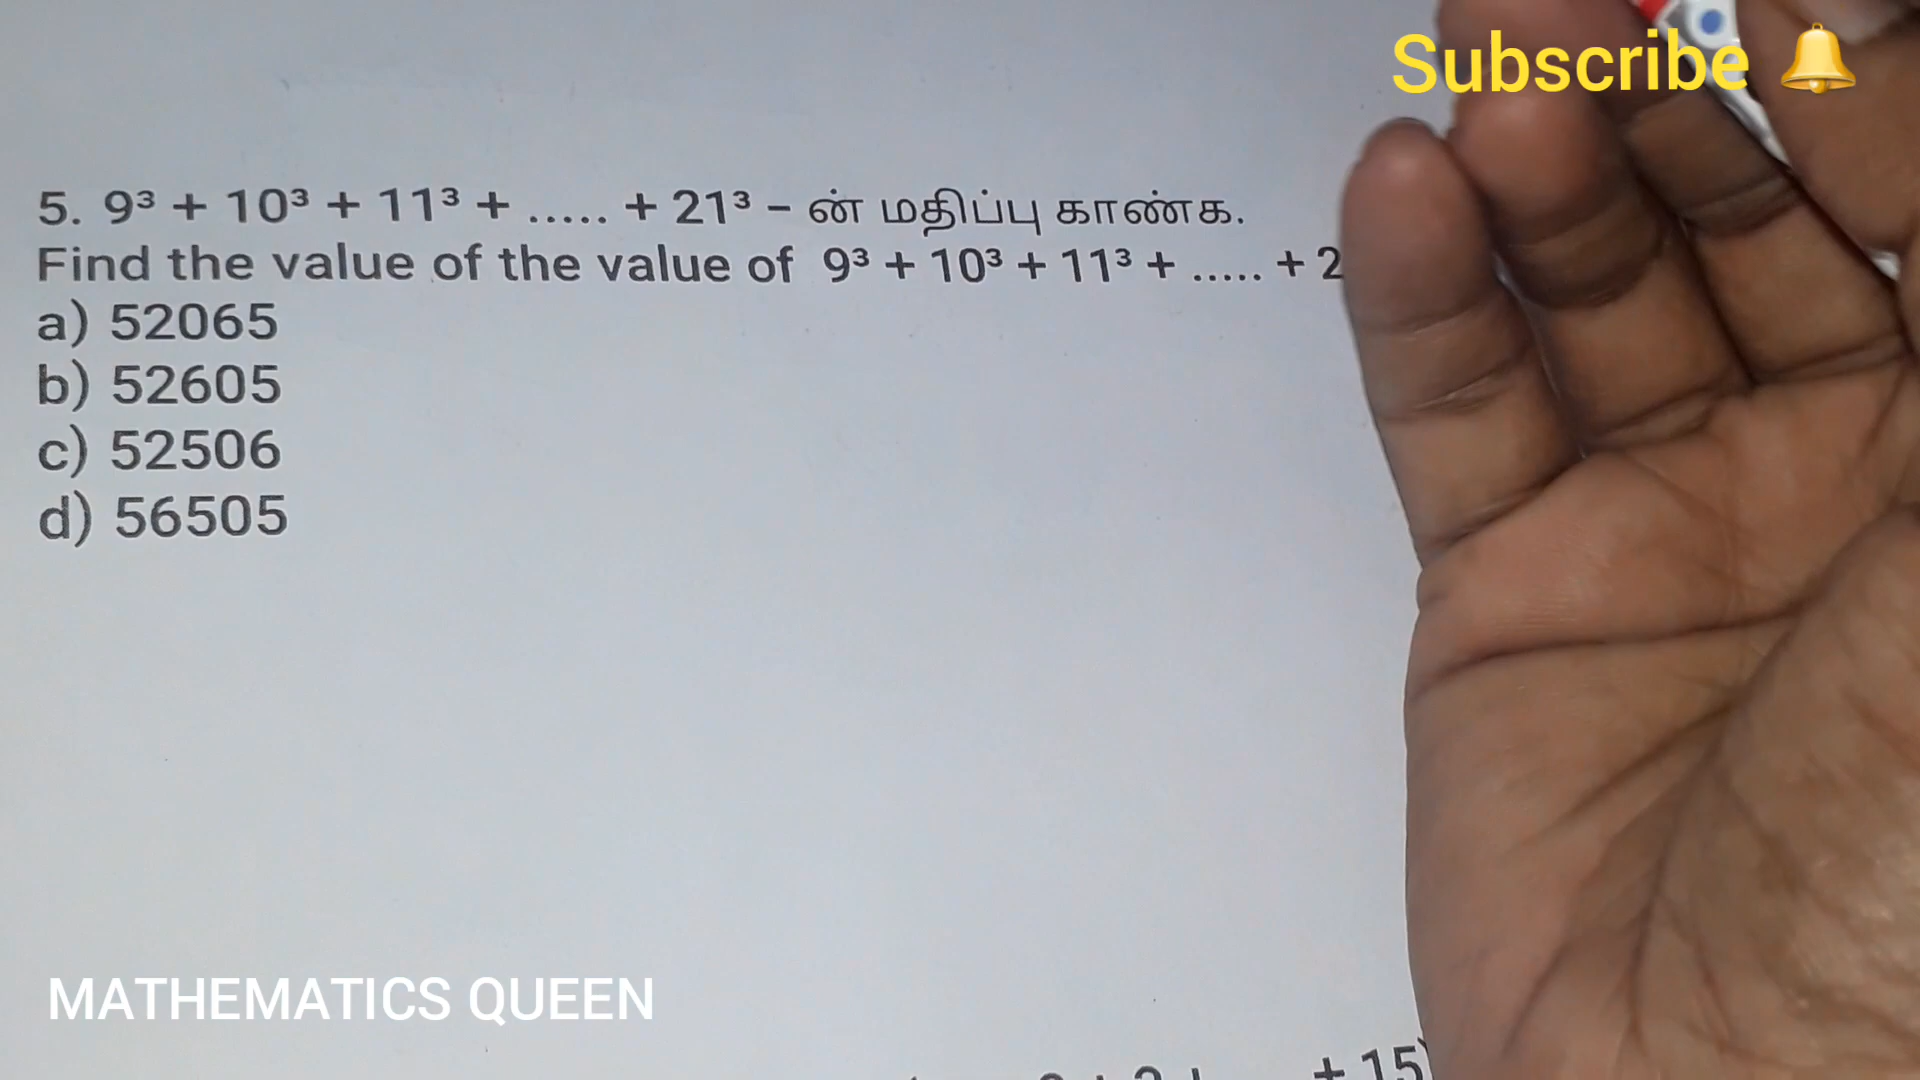 Subscribe 🔔
5. 9³ + 10³ + 11³ + ..... + 21³ – ன் மதிப்பு காண்க.
Find the value of the value of 9³ + 10³ + 11³ + ..... + 2
a) 52065
b) 52605
c) 52506
d) 56505
MATHEMATICS QUEEN
+ 15)